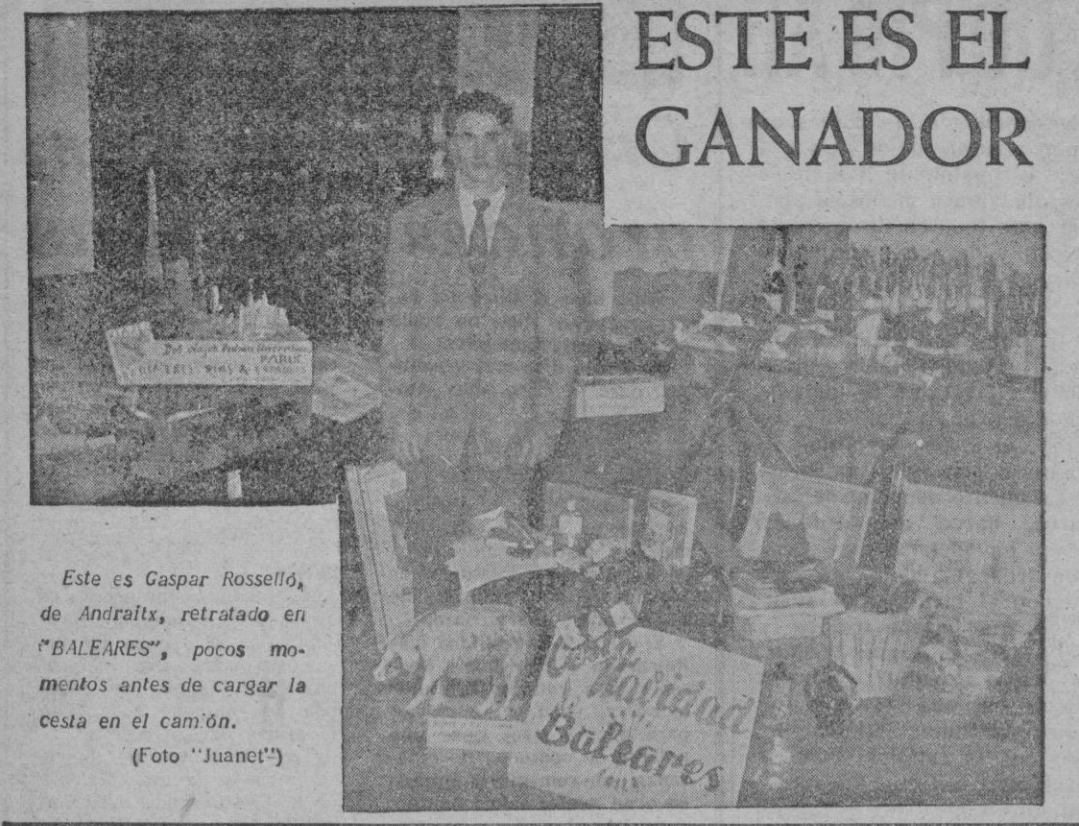 ESTE ES EL
GANADOR
PARIS
Este es Gaspar Rosselló,
de Andraitx, retratado en
"BALEARES", pocos mo-
mentos antes de cargar la
cesta en el camión.
(Foto "Juanet")
Cesta
Navidad
Baleares